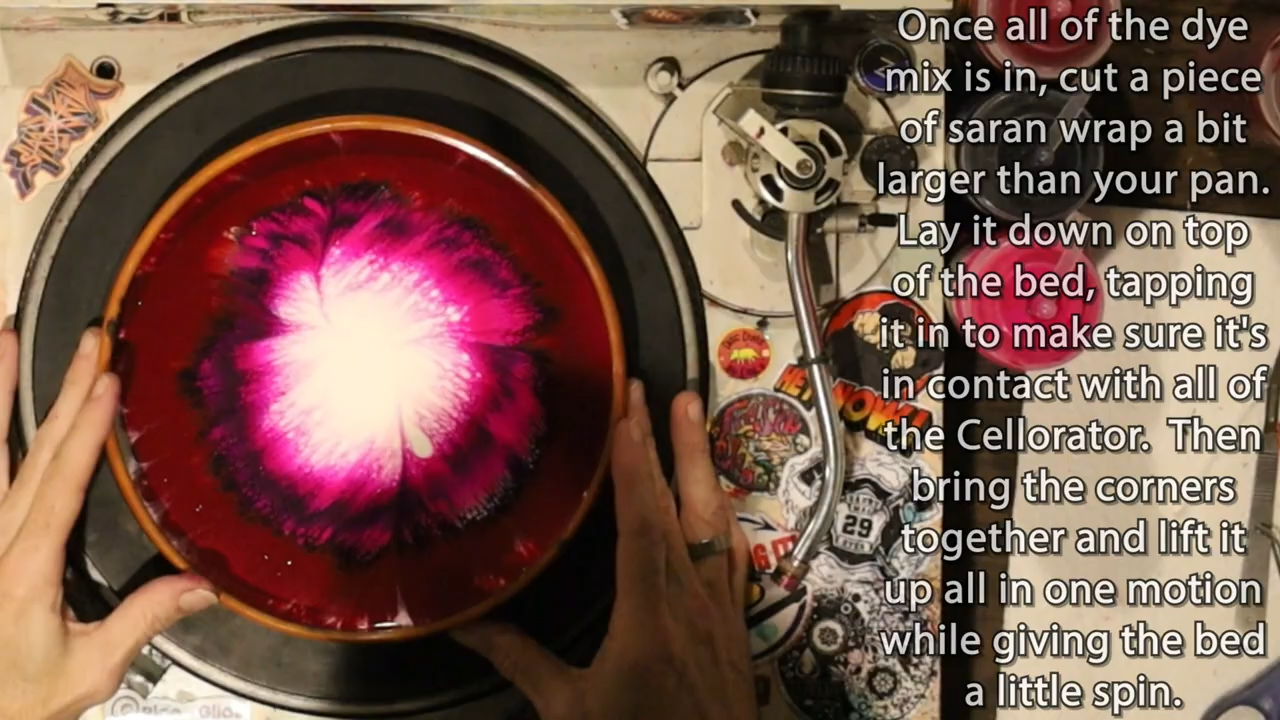 Once all of the dye
mix is in, cut a piece
of saran wrap a bit
larger than your pan.
Lay it down on top
of the bed, tapping
it in to make sure it's
in contact with all of
the Cellorator. Then
bring the corners
together and lift it
up all in one motion
while giving the bed
a little spin.
HEY NOW!
29